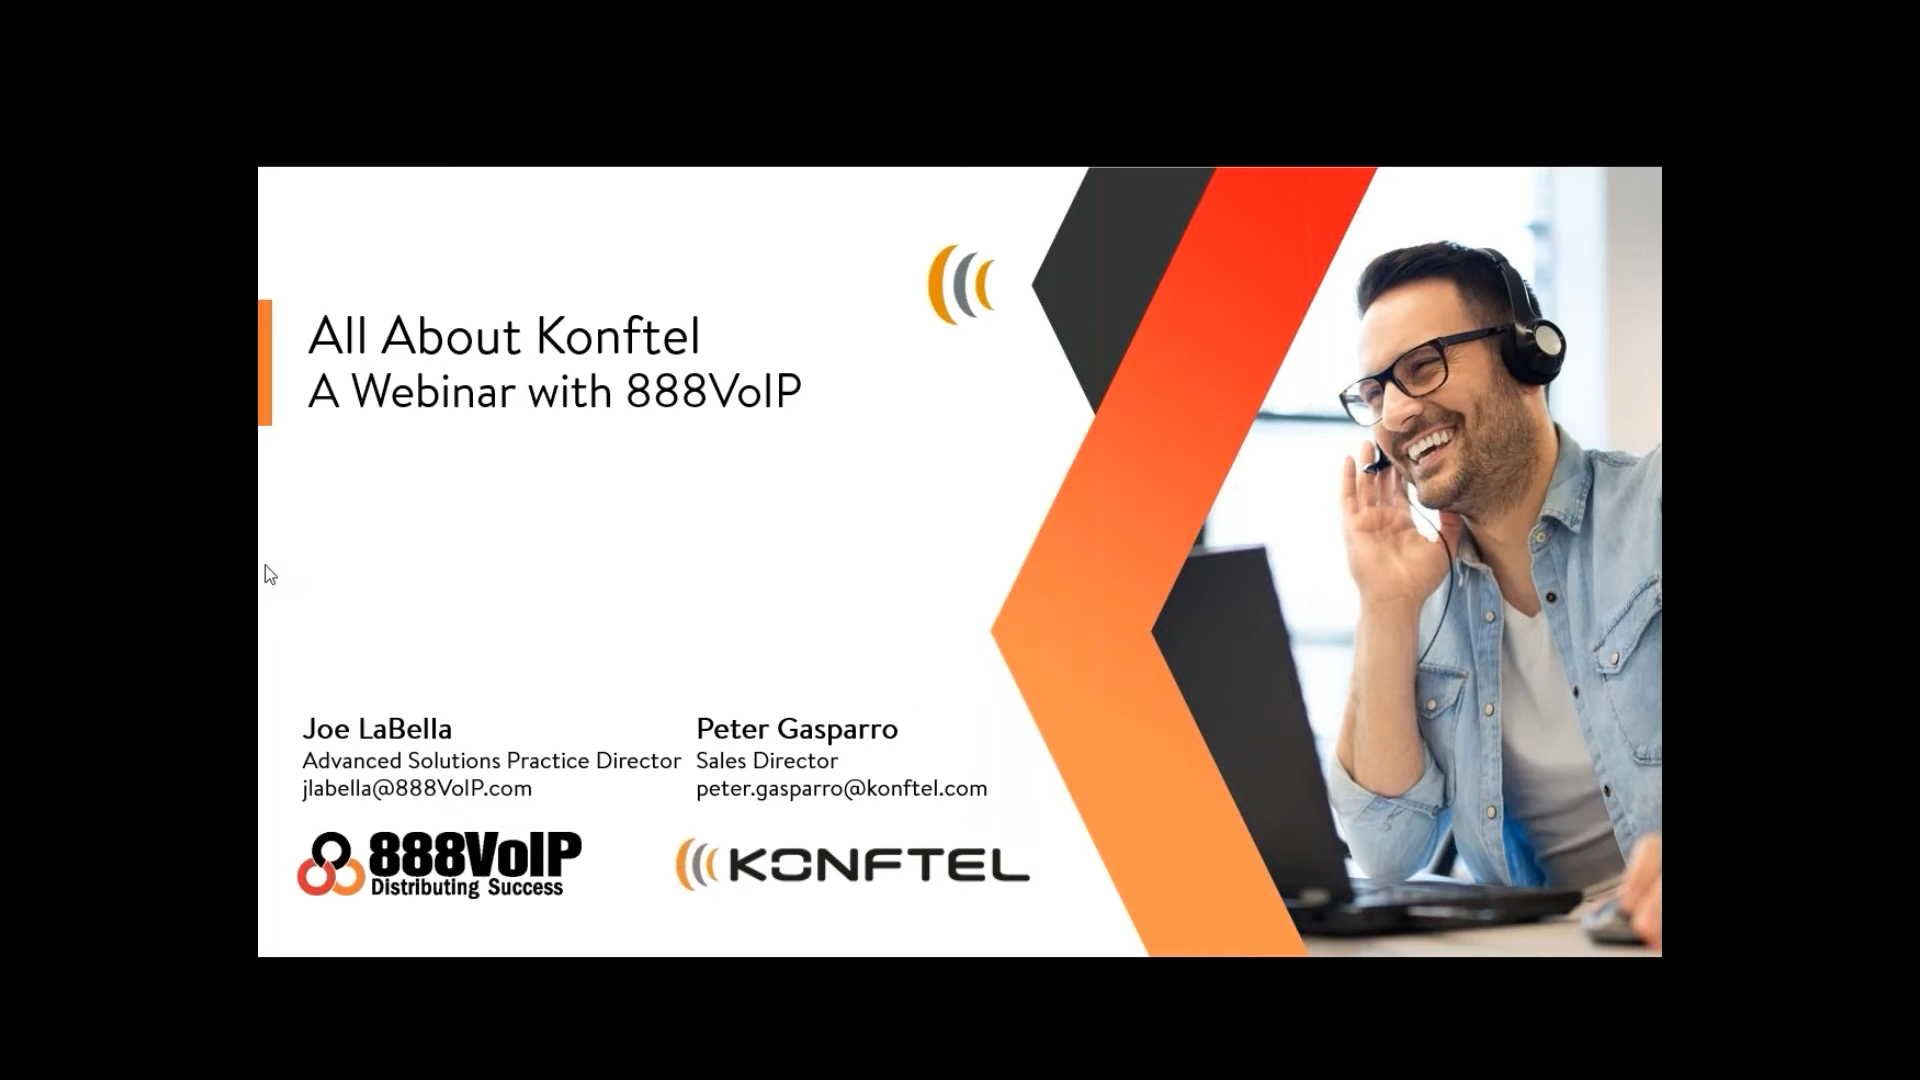 All About Konftel
A Webinar with 888VoIP
Joe LaBella
Advanced Solutions Practice Director
jlabella@888VoIP.com
Peter Gasparro
Sales Director
peter.gasparro@konftel.com
888VoIP
Distributing Success
KONFTEL